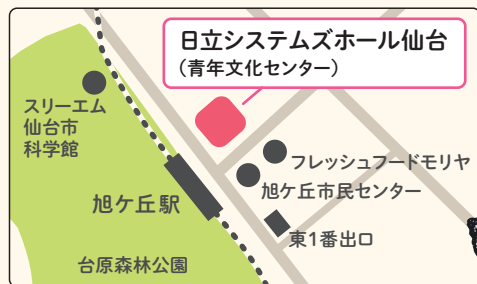 日立システムズホール仙台
(青年文化センター)
スリーエム
仙台市
科学館
フレッシュフードモリヤ
旭ケ丘市民センター
旭ケ丘駅
東1番出口
台原森林公園